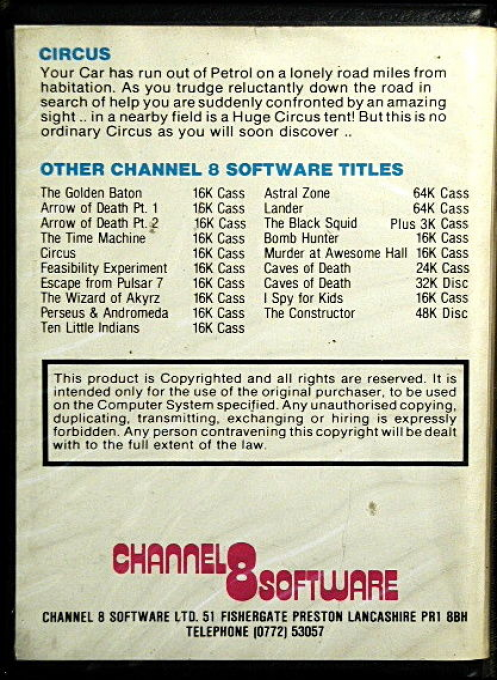 CIRCUS
Your Car has run out of Petrol on a lonely road miles from
habitation. As you trudge reluctantly down the road in
search of help you are suddenly confronted by an amazing
sight .. in a nearby field is a Huge Circus tent! But this is no
ordinary Circus as you will soon discover ..
OTHER CHANNEL 8 SOFTWARE TITLES
The Golden Baton 16K Cass Astral Zone 64K Cass
Arrow of Death Pt. 1 16K Cass Lander 64K Cass
Arrow of Death Pt. 2 16K Cass The Black Squid Plus 3K Cass
The Time Machine 16K Cass Bomb Hunter 16K Cass
Circus 16K Cass Murder at Awesome Hall 16K Cass
Feasibility Experiment 16K Cass Caves of Death 24K Cass
Escape from Pulsar 7 16K Cass Caves of Death 32K Disc
The Wizard of Akyrz 16K Cass I Spy for Kids 16K Cass
Perseus & Andromeda 16K Cass The Constructor 48K Disc
Ten Little Indians 16K Cass
This product is Copyrighted and all rights are reserved. It is
intended only for the use of the original purchaser, to be used
on the Computer System specified. Any unauthorised copying,
duplicating, transmitting, exchanging or hiring is expressly
forbidden. Any person contravening this copyright will be dealt
with to the full extent of the law.
CHANNEL 8 SOFTWARE
CHANNEL 8 SOFTWARE LTD. 51 FISHERGATE PRESTON LANCASHIRE PR1 8BH
TELEPHONE (0772) 53057